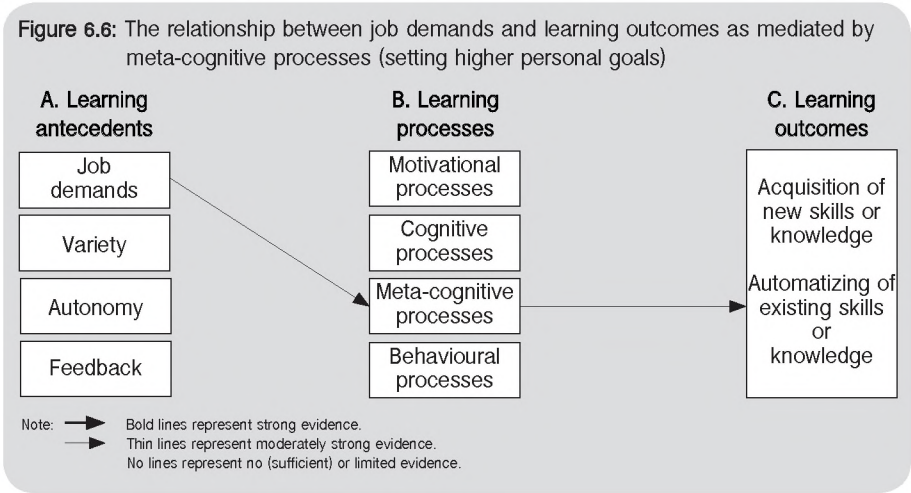 Figure 6.6: The relationship between job demands and learning outcomes as mediated by
meta-cognitive processes (setting higher personal goals)
A. Learning
antecedents
Job
demands
Variety
Autonomy
Feedback
B. Learning
processes
Motivational
processes
Cognitive
processes
Meta-cognitive
processes
Behavioural
processes
C. Learning
outcomes
Acquisition of
new skills or
knowledge
Automatizing of
existing skills
or
knowledge
Note: Bold lines represent strong evidence.
Thin lines represent moderately strong evidence.
No lines represent no (sufficient) or limited evidence.